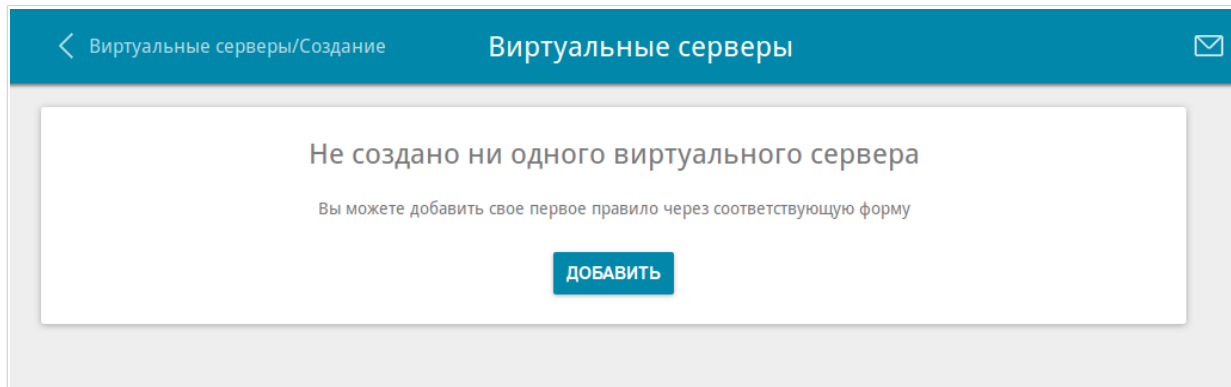 Виртуальные серверы/Создание
Виртуальные серверы
Не создано ни одного виртуального сервера
Вы можете добавить свое первое правило через соответствующую форму
ДОБАВИТЬ